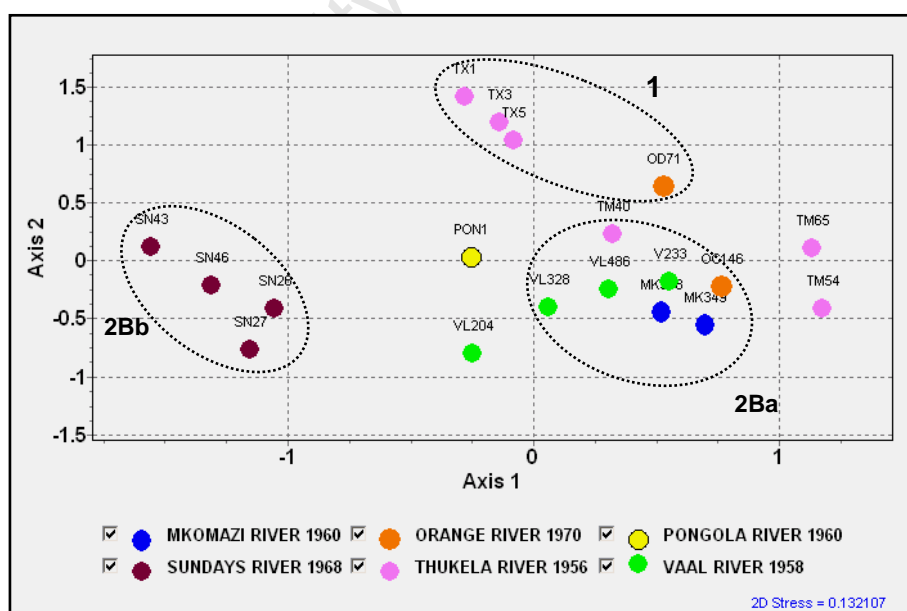 TX1
1
1.5
TX3
TX5
1
OD71
0.5
SN43
TM40
TM65
PON1
0
SN46
VL486
V233
OC146
VL328
TM54
SN26
MK349
-0.5
SN27
2Bb
VL204
-1
2Ba
-1.5
-1
0
1
Axis 2
Axis 1
MKOMAZI RIVER 1960
ORANGE RIVER 1970
PONGOLA RIVER 1960
SUNDAYS RIVER 1968
THUKELA RIVER 1956
VAAL RIVER 1958
2D Stress = 0.132107